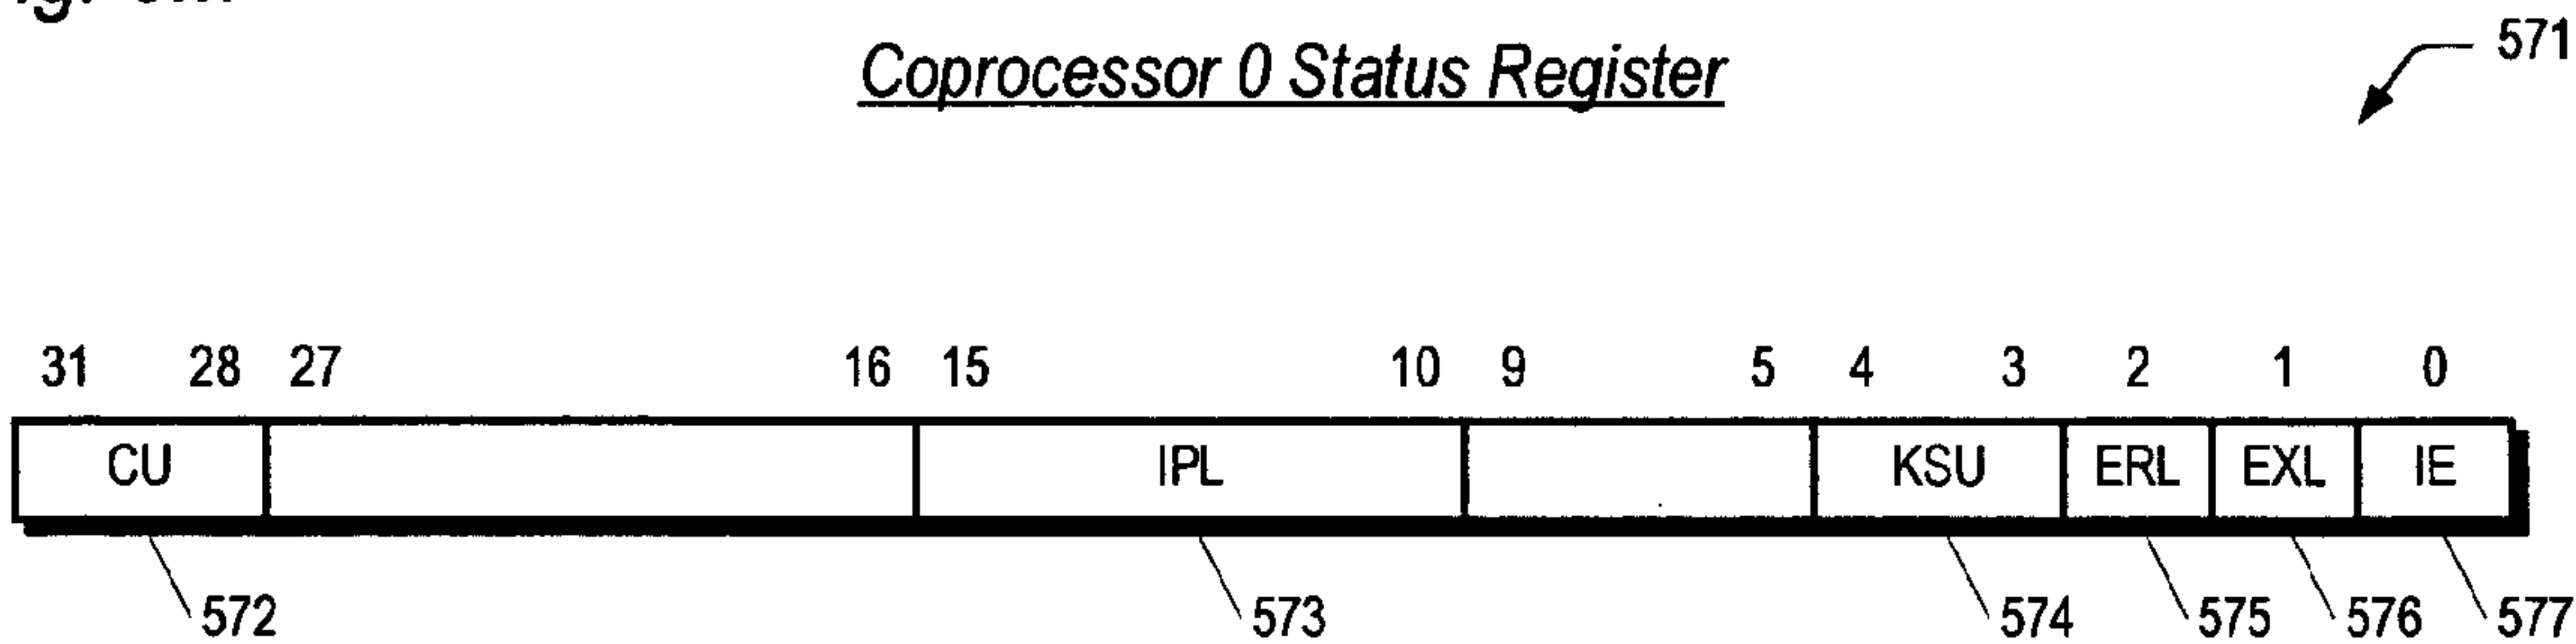 571
Coprocessor 0 Status Register
31 28 27 16 15 10 9 5 4 3 2 1 0
CU IPL KSU ERL EXL IE
572 573 574 575 576 577